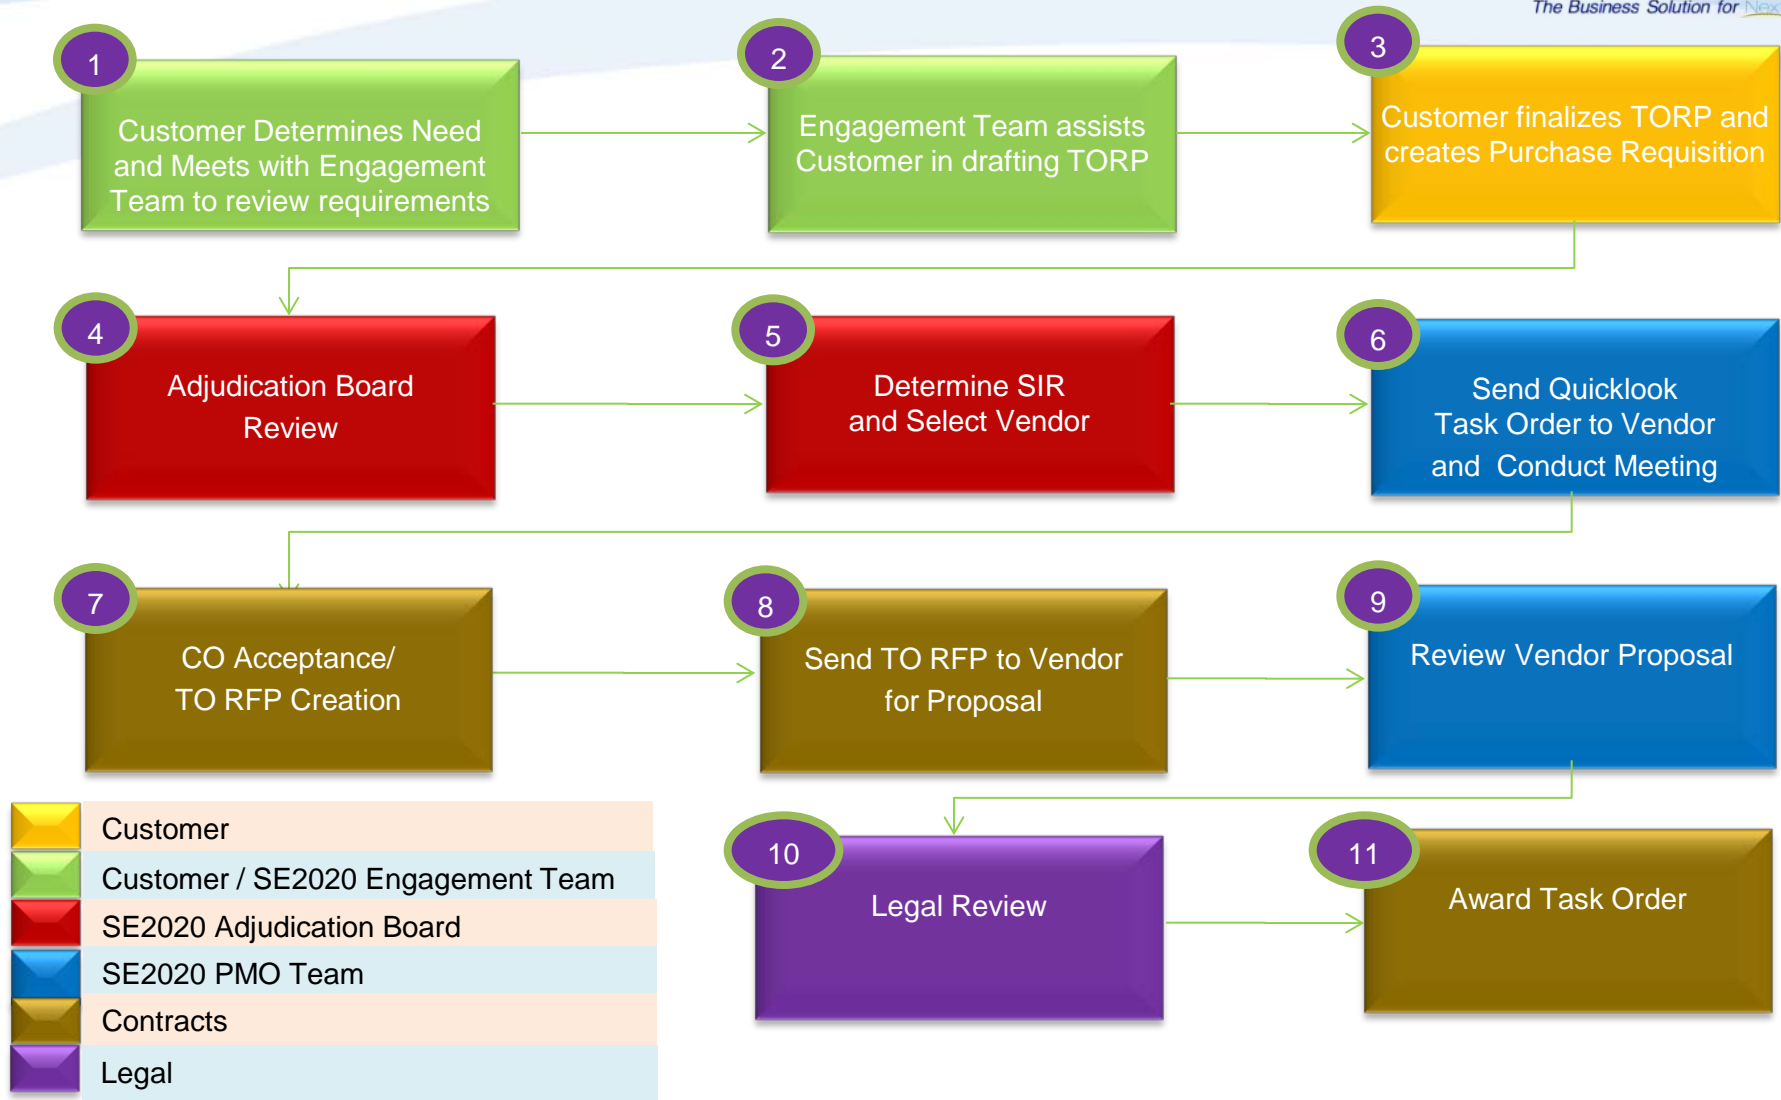 The Business Solution for Next
1
Customer Determines Need
and Meets with Engagement
Team to review requirements
2
Engagement Team assists
Customer in drafting TORP
3
Customer finalizes TORP and
creates Purchase Requisition
4
Adjudication Board
Review
5
Determine SIR
and Select Vendor
6
Send Quicklook
Task Order to Vendor
and Conduct Meeting
7
CO Acceptance/
TO RFP Creation
8
Send TO RFP to Vendor
for Proposal
9
Review Vendor Proposal
10
Legal Review
11
Award Task Order
Customer
Customer / SE2020 Engagement Team
SE2020 Adjudication Board
SE2020 PMO Team
Contracts
Legal